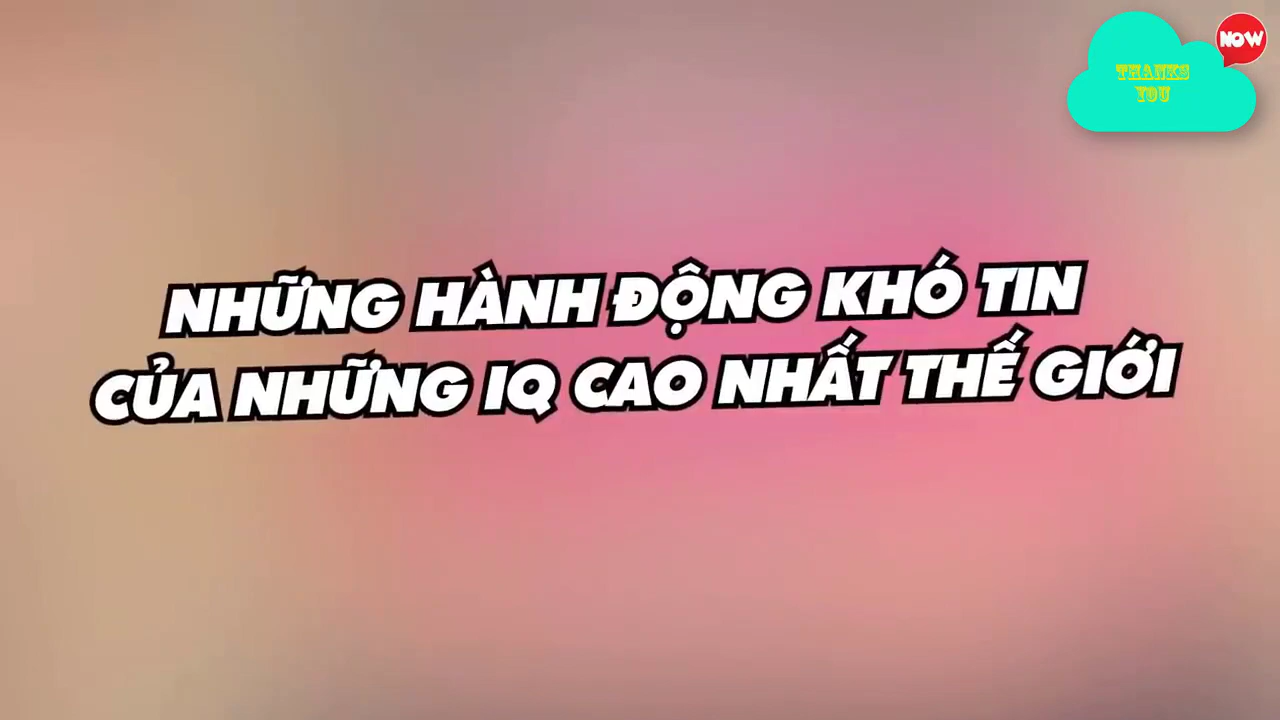 THANKS
YOU
NOW
NHỮNG HÀNH ĐỘNG KHÓ TIN
CỦA NHỮNG IQ CAO NHẤT THẾ GIỚI